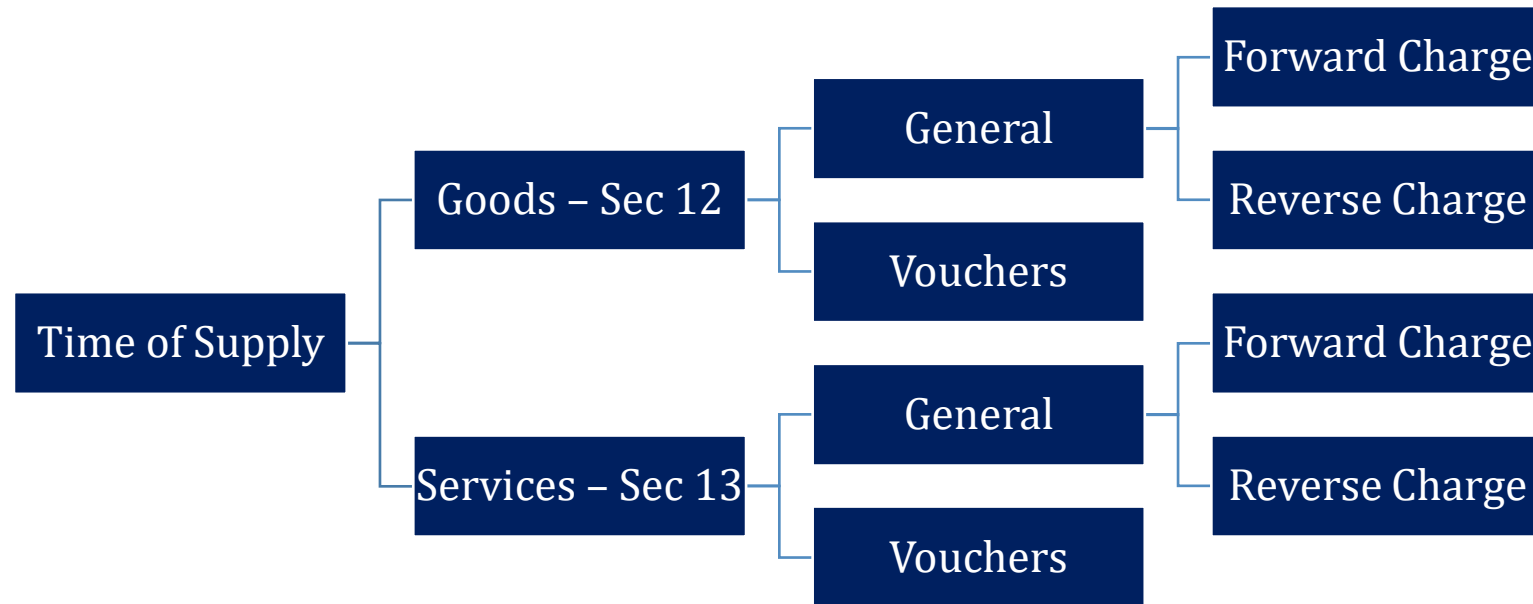 Time of Supply
Goods – Sec 12
General
Forward Charge
Reverse Charge
Vouchers
Services – Sec 13
General
Forward Charge
Reverse Charge
Vouchers